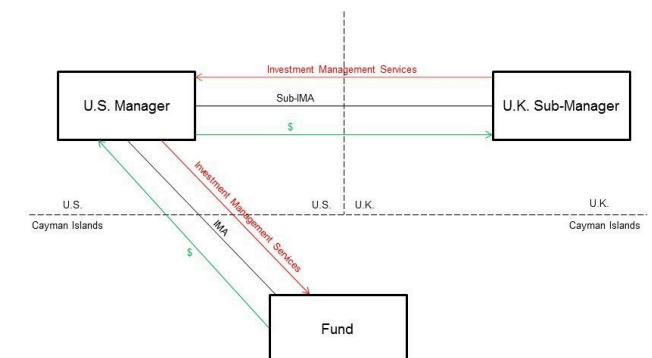 Investment Management Services
U.S. Manager
Sub-IMA
U.K. Sub-Manager
$
Investment Management Services
U.S.
U.S.
U.K.
U.K.
Cayman Islands
IMA
Cayman Islands
$
Fund